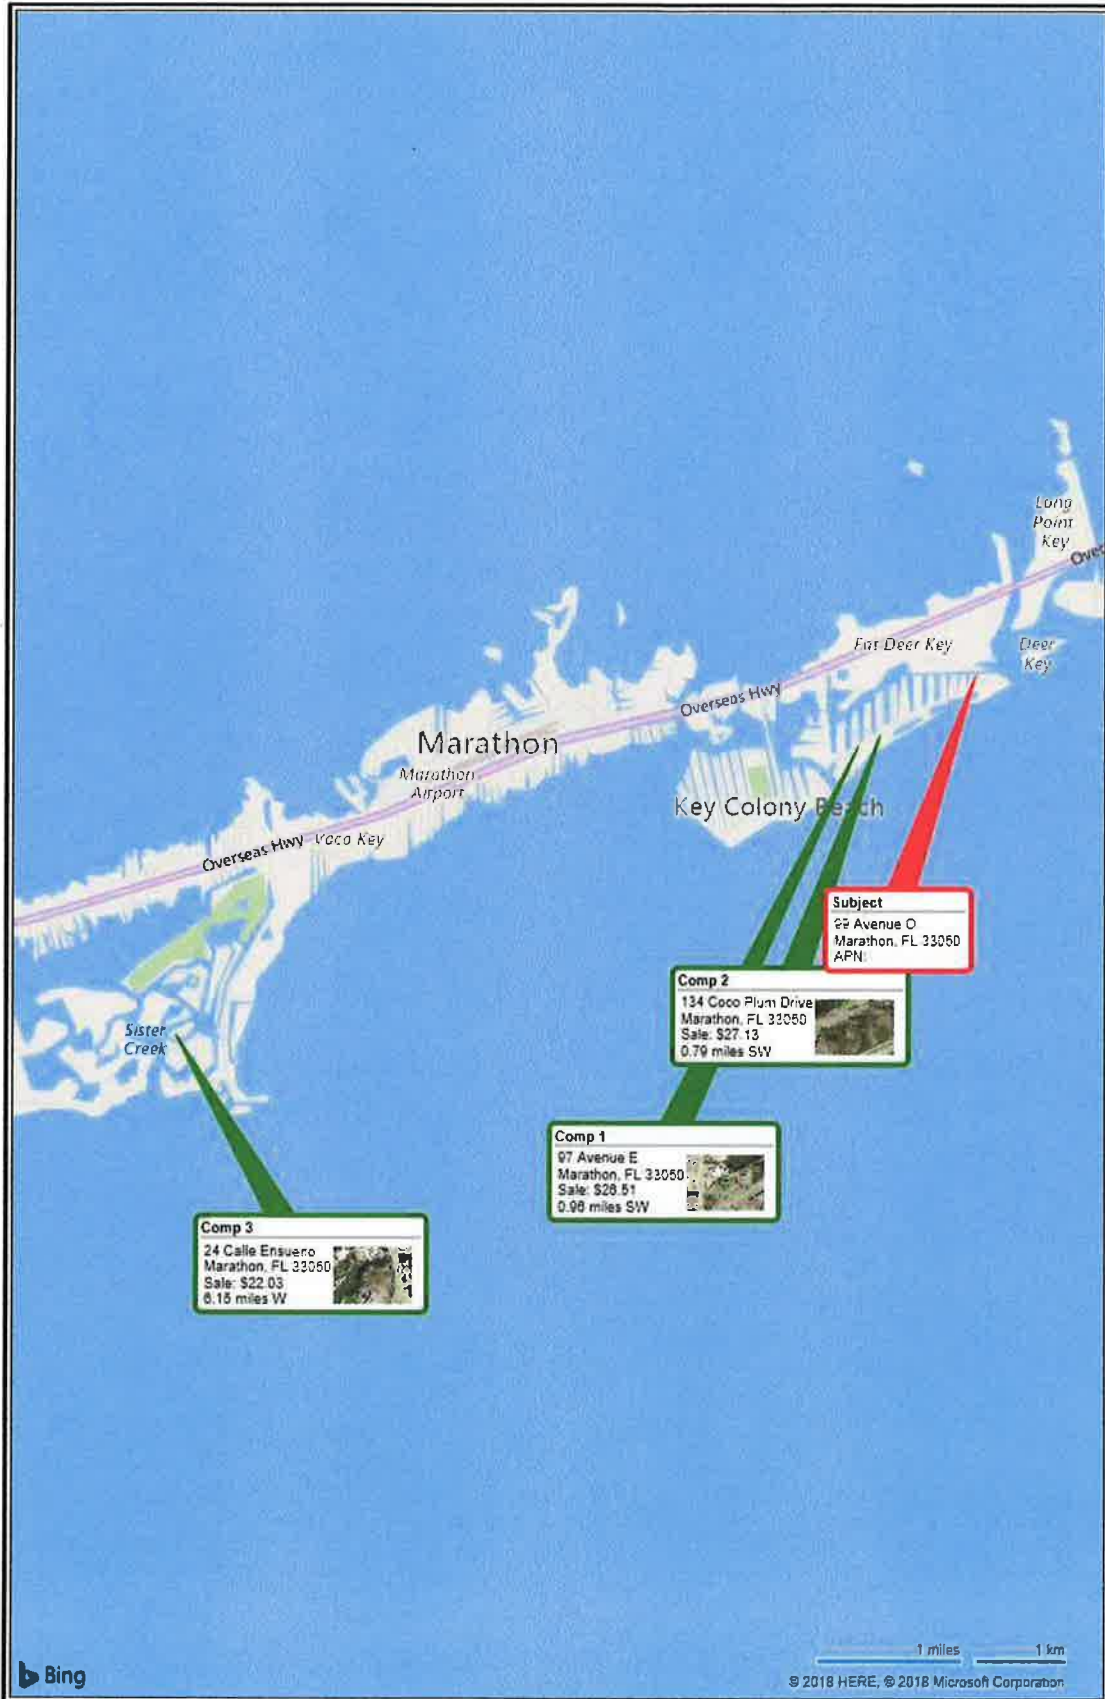 Long
Point
Key
Fat Deer Key
Deer
Key
Overseas Hwy
Marathon
Marathon
Airport
Key Colony Beach
Overseas Hwy
Vaca Key
Subject
99 Avenue O
Marathon, FL 33050
APN:
Comp 2
134 Coco Plum Drive
Marathon, FL 33050
Sale: $27.13
0.79 miles SW
Sister
Creek
Comp 1
97 Avenue E
Marathon, FL 33050
Sale: $26.51
0.96 miles SW
Comp 3
24 Calle Ensueno
Marathon, FL 33050
Sale: $22.03
6.15 miles W
1 miles
1 km
Bing
© 2018 HERE, © 2018 Microsoft Corporation